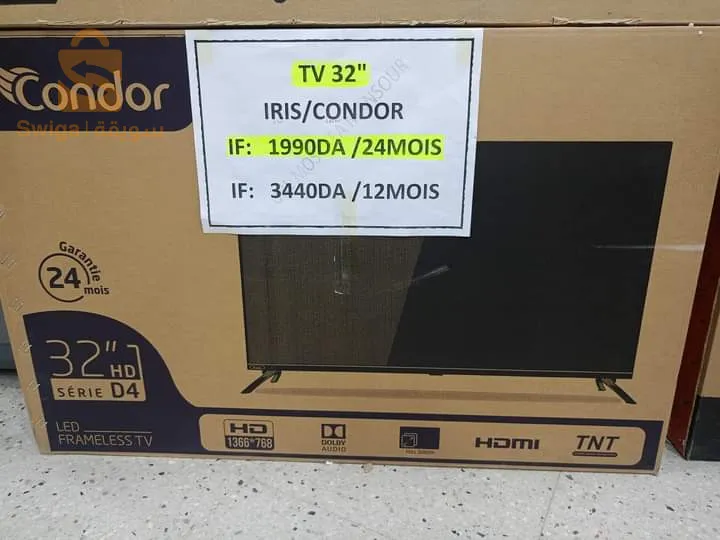 Condor
Swiga | سويقة
TV 32"
IRIS/CONDOR
IF: 1990DA /24MOIS
IF: 3440DA /12MOIS
Garantie
24
mois
32" HD
SÉRIE D4
LED
FRAMELESS TV
HD
1366*768
DOLBY
AUDIO
HDMI
TNT